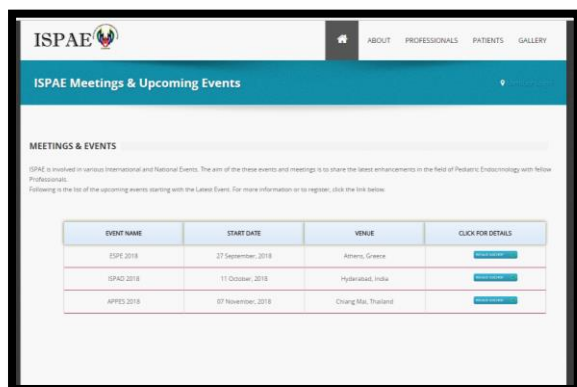 ISPAE
ABOUT PROFESSIONALS PATIENTS GALLERY
ISPAE Meetings & Upcoming Events
MEETINGS & EVENTS
ISPAE is involved in various International and National Events. The aim of the these events and meetings is to share the latest enhancements in the field of Pediatric Endocrinology with fellow
Professionals.
Following is the list of the upcoming events starting with the Latest Event. For more information or to register, click the link below.
EVENT NAME START DATE VENUE CLICK FOR DETAILS
ESPE 2018 27 September, 2018 Athens, Greece
ISPAD 2018 11 October, 2018 Hyderabad, India
APPES 2018 07 November, 2018 Chiang Mai, Thailand